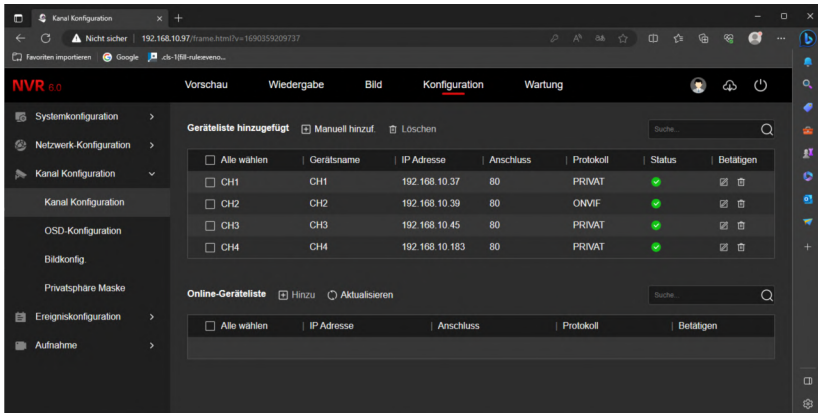 Kanal Konfiguration
Nicht sicher | 192.168.10.97/frame.html?v=1690359209737
Favoriten importieren Google .cls-1{fill-rule:eveno...
NVR 6.0 Vorschau Wiedergabe Bild Konfiguration Wartung
Systemkonfiguration
Netzwerk-Konfiguration
Kanal Konfiguration
Kanal Konfiguration
OSD-Konfiguration
Bildkonfig.
Privatsphäre Maske
Ereigniskonfiguration
Aufnahme
Geräteliste hinzugefügt Manuell hinzuf. Löschen Suche...
Alle wählen Gerätsname IP Adresse Anschluss Protokoll Status Betätigen
CH1 CH1 192.168.10.37 80 PRIVAT
CH2 CH2 192.168.10.39 80 ONVIF
CH3 CH3 192.168.10.45 80 PRIVAT
CH4 CH4 192.168.10.183 80 PRIVAT
Online-Geräteliste Hinzu Aktualisieren Suche...
Alle wählen IP Adresse Anschluss Protokoll Betätigen